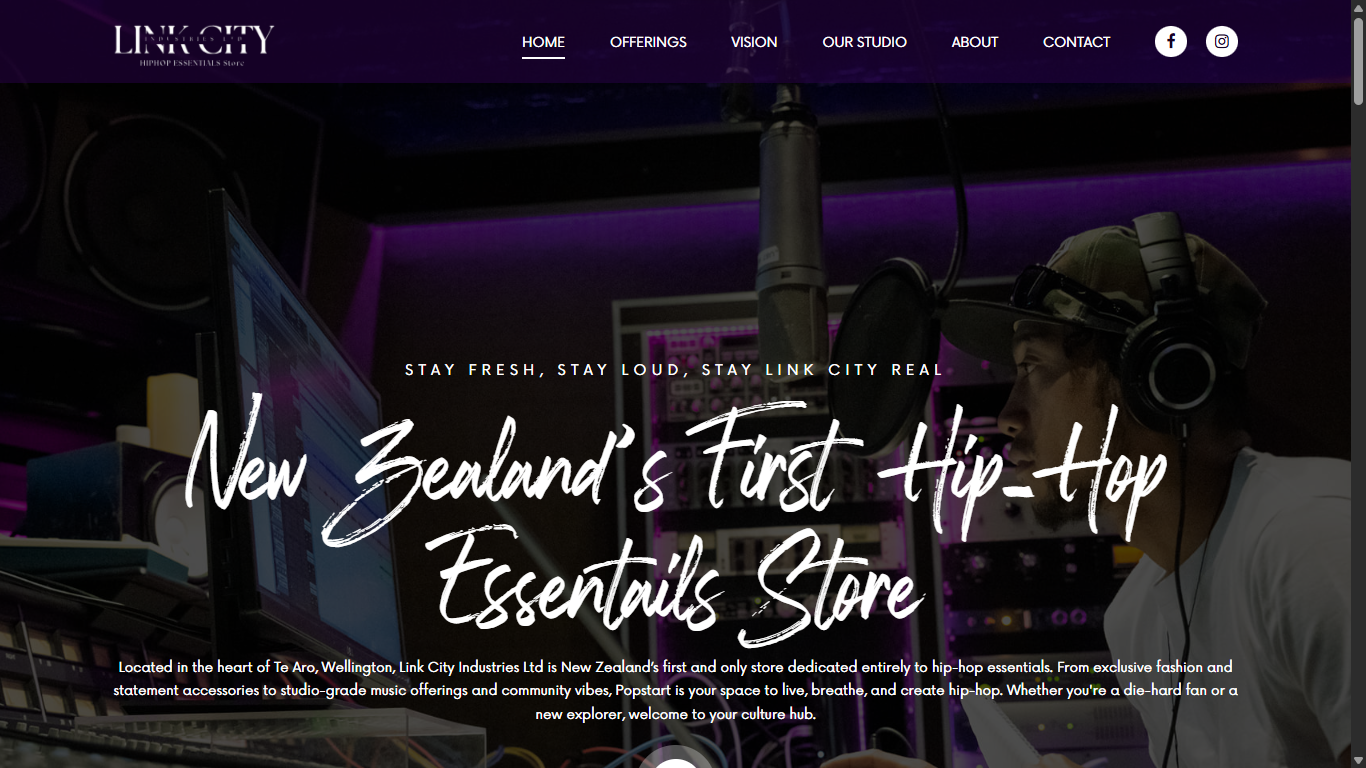 LINK CITY
INDUSTRIES LTD
HIPHOP ESSENTIALS Store
HOME
OFFERINGS
VISION
OUR STUDIO
ABOUT
CONTACT
STAY FRESH, STAY LOUD, STAY LINK CITY REAL
New Zealand’s First Hip-Hop
Essentails Store
Located in the heart of Te Aro, Wellington, Link City Industries Ltd is New Zealand’s first and only store dedicated entirely to hip-hop essentials. From exclusive fashion and
statement accessories to studio-grade music offerings and community vibes, Popstart is your space to live, breathe, and create hip-hop. Whether you're a die-hard fan or a
new explorer, welcome to your culture hub.